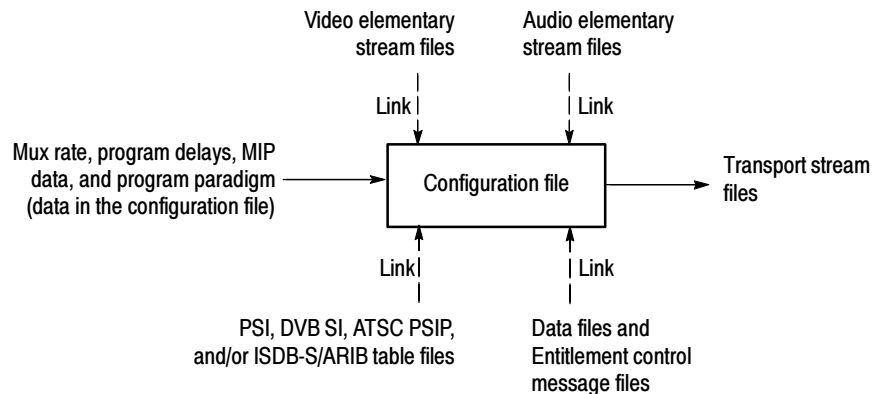 Video elementary
stream files
Audio elementary
stream files
Link
Link
Mux rate, program delays, MIP
data, and program paradigm
(data in the configuration file)
Configuration file
Transport stream
files
Link
Link
PSI, DVB SI, ATSC PSIP,
and/or ISDB-S/ARIB table files
Data files and
Entitlement control
message files